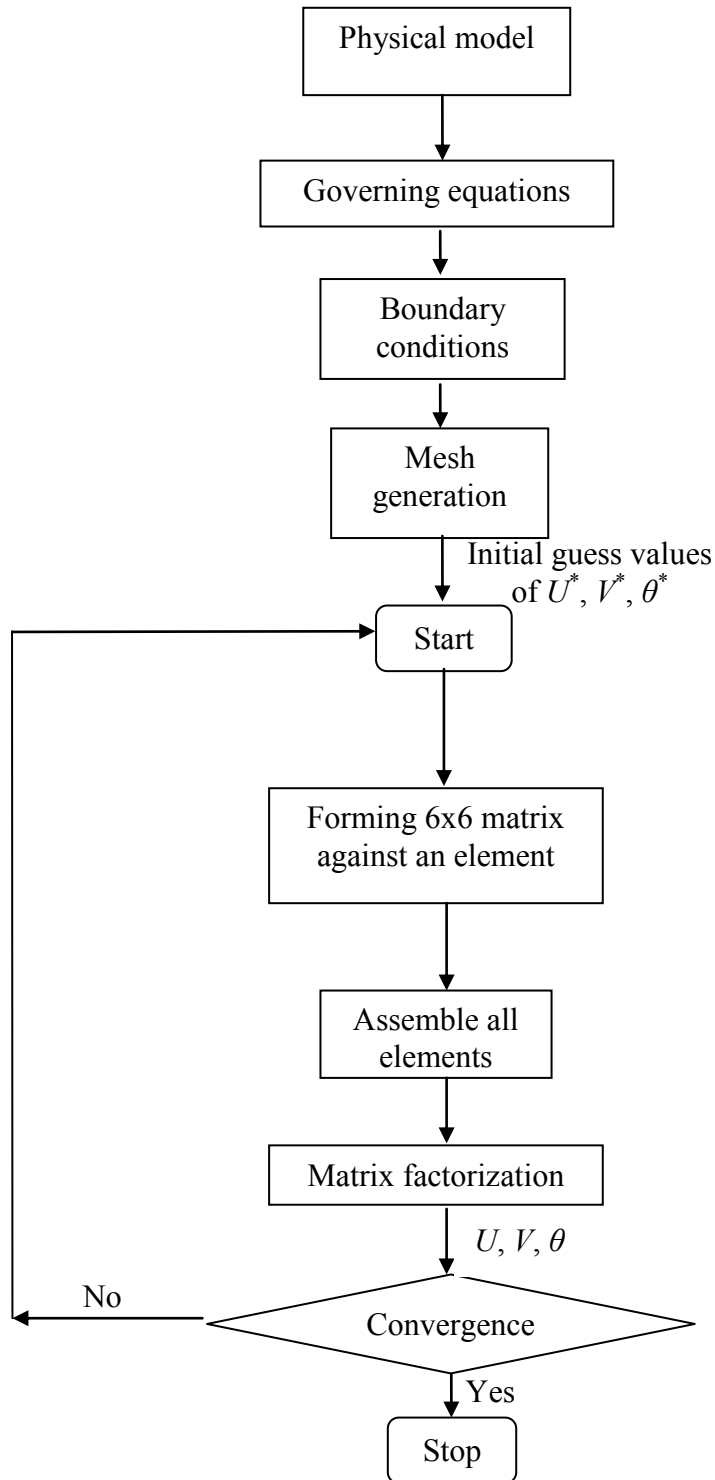 Physical model
Governing equations
Boundary
conditions
Mesh
generation
Initial guess values
of U*, V*, θ*
Start
Forming 6x6 matrix
against an element
Assemble all
elements
Matrix factorization
U, V, θ
No
Convergence
Yes
Stop